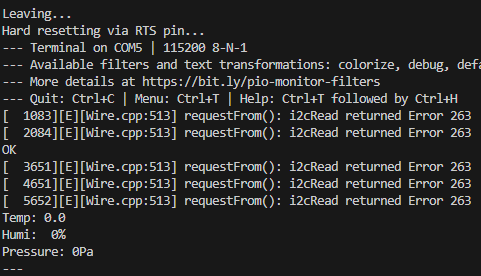 Leaving...
Hard resetting via RTS pin...
--- Terminal on COM5 | 115200 8-N-1
--- Available filters and text transformations: colorize, debug, defa
--- More details at https://bit.ly/pio-monitor-filters
--- Quit: Ctrl+C | Menu: Ctrl+T | Help: Ctrl+T followed by Ctrl+H
[  1083][E][Wire.cpp:513] requestFrom(): i2cRead returned Error 263
[  2084][E][Wire.cpp:513] requestFrom(): i2cRead returned Error 263
OK
[  3651][E][Wire.cpp:513] requestFrom(): i2cRead returned Error 263
[  4651][E][Wire.cpp:513] requestFrom(): i2cRead returned Error 263
[  5652][E][Wire.cpp:513] requestFrom(): i2cRead returned Error 263
Temp: 0.0
Humi:  0%
Pressure: 0Pa
---